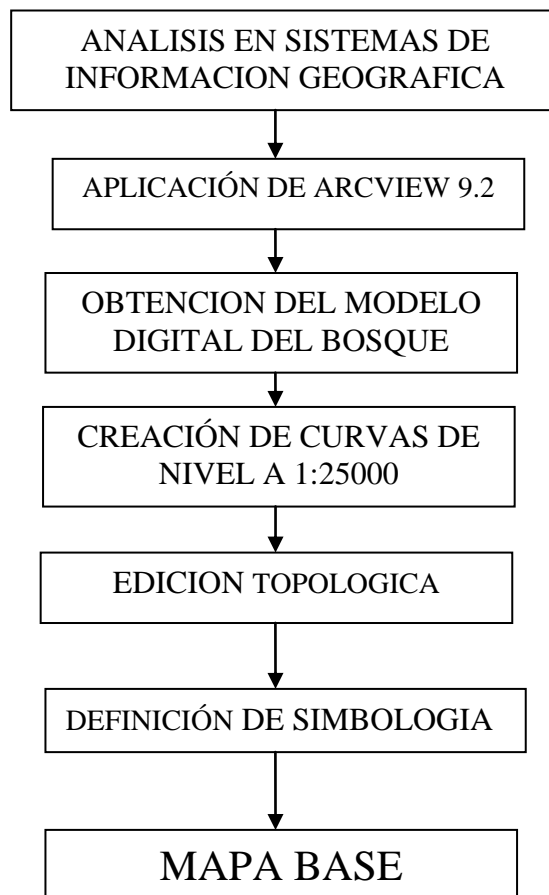 ANALISIS EN SISTEMAS DE
INFORMACION GEOGRAFICA
APLICACIÓN DE ARCVIEW 9.2
OBTENCION DEL MODELO
DIGITAL DEL BOSQUE
CREACIÓN DE CURVAS DE
NIVEL A 1:25000
EDICION TOPOLOGICA
DEFINICIÓN DE SIMBOLOGIA
MAPA BASE